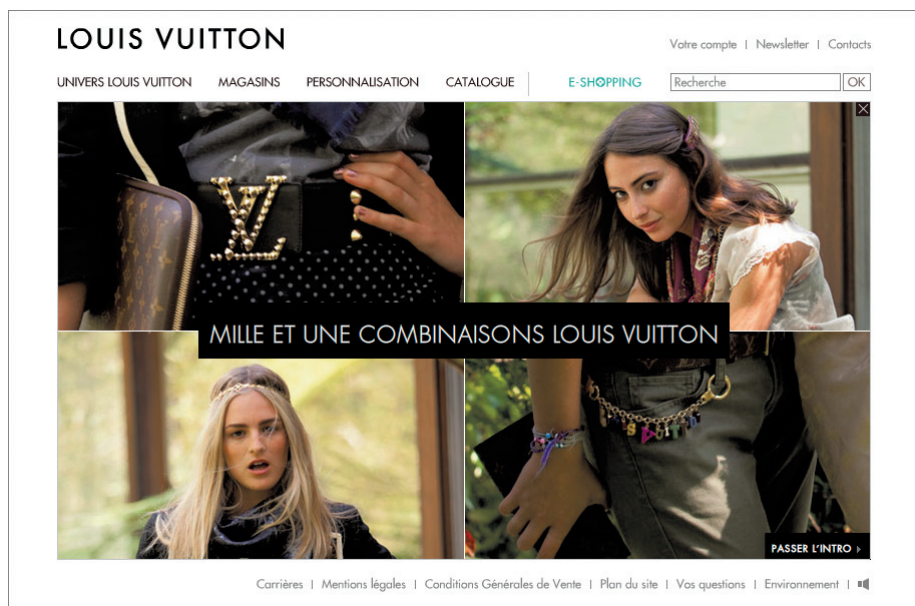 LOUIS VUITTON
Votre compte | Newsletter | Contacts
UNIVERS LOUIS VUITTON MAGASINS PERSONNALISATION CATALOGUE E-SHOPPING Recherche OK
LV
MILLE ET UNE COMBINAISONS LOUIS VUITTON
PASSER L'INTRO
Carrières | Mentions légales | Conditions Générales de Vente | Plan du site | Vos questions | Environnement |